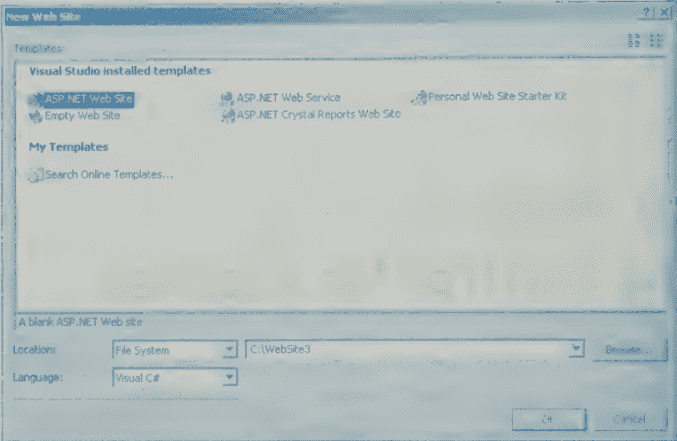 New Web Site
Templates:
Visual Studio installed templates
ASP.NET Web Site
ASP.NET Web Service
Personal Web Site Starter Kit
Empty Web Site
ASP.NET Crystal Reports Web Site
My Templates
Search Online Templates...
A blank ASP.NET Web site
Location:
File System
C:\WebSite3
Browse...
Language:
Visual C#
OK
Cancel